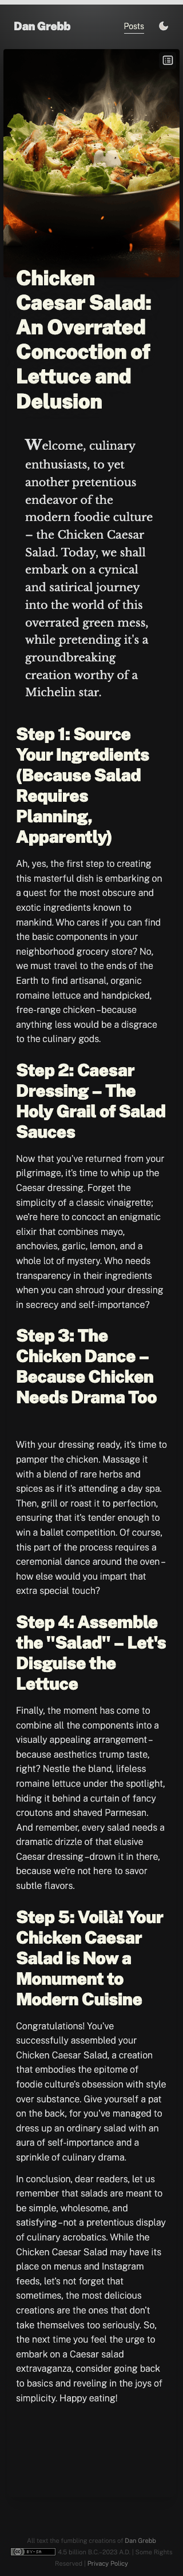 Dan Grebb
Posts
Chicken
Caesar Salad:
An Overrated
Concoction of
Lettuce and
Delusion
Welcome, culinary
enthusiasts, to yet
another pretentious
endeavor of the
modern foodie culture
– the Chicken Caesar
Salad. Today, we shall
embark on a cynical
and satirical journey
into the world of this
overrated green mess,
while pretending it's a
groundbreaking
creation worthy of a
Michelin star.
Step 1: Source
Your Ingredients
(Because Salad
Requires
Planning,
Apparently)
Ah, yes, the first step to creating
this masterful dish is embarking on
a quest for the most obscure and
exotic ingredients known to
mankind. Who cares if you can find
the basic components in your
neighborhood grocery store? No,
we must travel to the ends of the
Earth to find artisanal, organic
romaine lettuce and handpicked,
free-range chicken – because
anything less would be a disgrace
to the culinary gods.
Step 2: Caesar
Dressing – The
Holy Grail of Salad
Sauces
Now that you've returned from your
pilgrimage, it's time to whip up the
Caesar dressing. Forget the
simplicity of a classic vinaigrette;
we're here to concoct an enigmatic
elixir that combines mayo,
anchovies, garlic, lemon, and a
whole lot of mystery. Who needs
transparency in their ingredients
when you can shroud your dressing
in secrecy and self-importance?
Step 3: The
Chicken Dance –
Because Chicken
Needs Drama Too
With your dressing ready, it's time to
pamper the chicken. Massage it
with a blend of rare herbs and
spices as if it's attending a day spa.
Then, grill or roast it to perfection,
ensuring that it's tender enough to
win a ballet competition. Of course,
this part of the process requires a
ceremonial dance around the oven –
how else would you impart that
extra special touch?
Step 4: Assemble
the "Salad" – Let's
Disguise the
Lettuce
Finally, the moment has come to
combine all the components into a
visually appealing arrangement –
because aesthetics trump taste,
right? Nestle the bland, lifeless
romaine lettuce under the spotlight,
hiding it behind a curtain of fancy
croutons and shaved Parmesan.
And remember, every salad needs a
dramatic drizzle of that elusive
Caesar dressing – drown it in there,
because we're not here to savor
subtle flavors.
Step 5: Voilà! Your
Chicken Caesar
Salad is Now a
Monument to
Modern Cuisine
Congratulations! You've
successfully assembled your
Chicken Caesar Salad, a creation
that embodies the epitome of
foodie culture's obsession with style
over substance. Give yourself a pat
on the back, for you've managed to
dress up an ordinary salad with an
aura of self-importance and a
sprinkle of culinary drama.
In conclusion, dear readers, let us
remember that salads are meant to
be simple, wholesome, and
satisfying – not a pretentious display
of culinary acrobatics. While the
Chicken Caesar Salad may have its
place on menus and Instagram
feeds, let's not forget that
sometimes, the most delicious
creations are the ones that don't
take themselves too seriously. So,
the next time you feel the urge to
embark on a Caesar salad
extravaganza, consider going back
to basics and reveling in the joys of
simplicity. Happy eating!
All text the fumbling creations of Dan Grebb
cc BY-SA 4.5 billion B.C.–2023 A.D. | Some Rights
Reserved | Privacy Policy